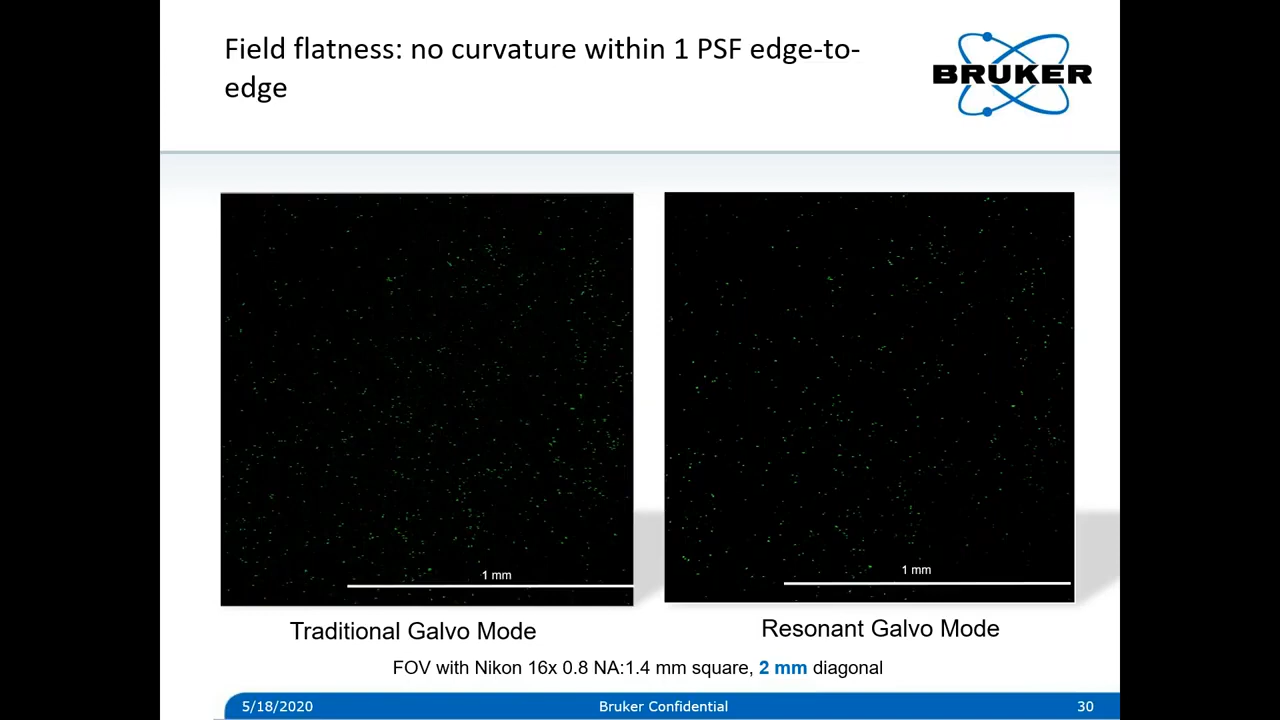 Field flatness: no curvature within 1 PSF edge-to-
edge
BRUKER
1 mm
1 mm
Traditional Galvo Mode
Resonant Galvo Mode
FOV with Nikon 16x 0.8 NA:1.4 mm square, 2 mm diagonal
5/18/2020
Bruker Confidential
30